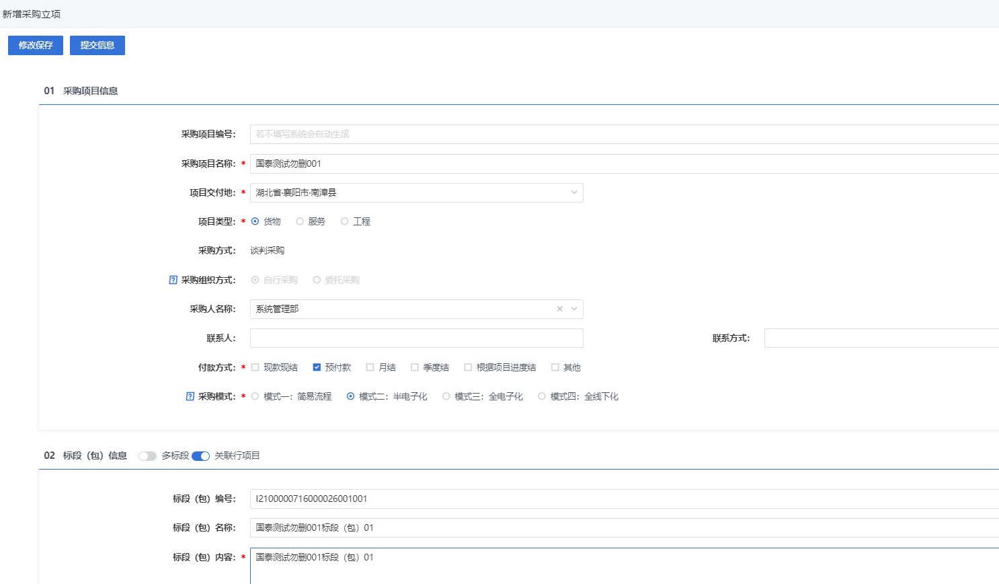 新增采购立项
修改保存 提交信息
01 采购项目信息
采购项目编号： 若不填写系统会自动生成
采购项目名称：* 国泰测试勿删001
项目交付地：* 湖北省·襄阳市·南漳县
项目类型：* 货物 服务 工程
采购方式： 谈判采购
? 采购组织方式： 自行采购 委托采购
采购人名称： 系统管理部
联系人： 联系方式：
付款方式：* 现款现结 预付款 月结 季度结 根据项目进度结 其他
? 采购模式：* 模式一：简易流程 模式二：半电子化 模式三：全电子化 模式四：全线下化
02 标段（包）信息 多标段 关联行项目
标段（包）编号： I2100000716000026001001
标段（包）名称： 国泰测试勿删001标段（包）01
标段（包）内容：* 国泰测试勿删001标段（包）01